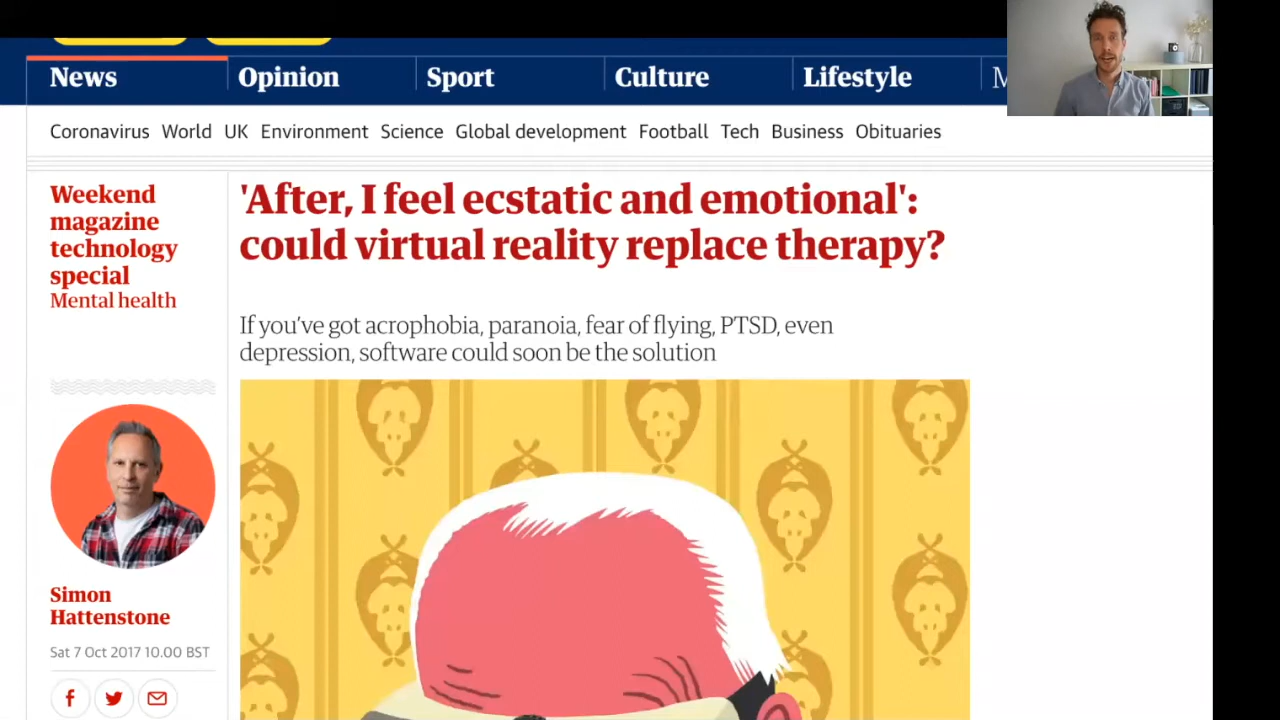 News Opinion Sport Culture Lifestyle M
Coronavirus World UK Environment Science Global development Football Tech Business Obituaries
Weekend
magazine
technology
special
Mental health
'After, I feel ecstatic and emotional':
could virtual reality replace therapy?
If you've got acrophobia, paranoia, fear of flying, PTSD, even
depression, software could soon be the solution
Simon
Hattenstone
Sat 7 Oct 2017 10.00 BST